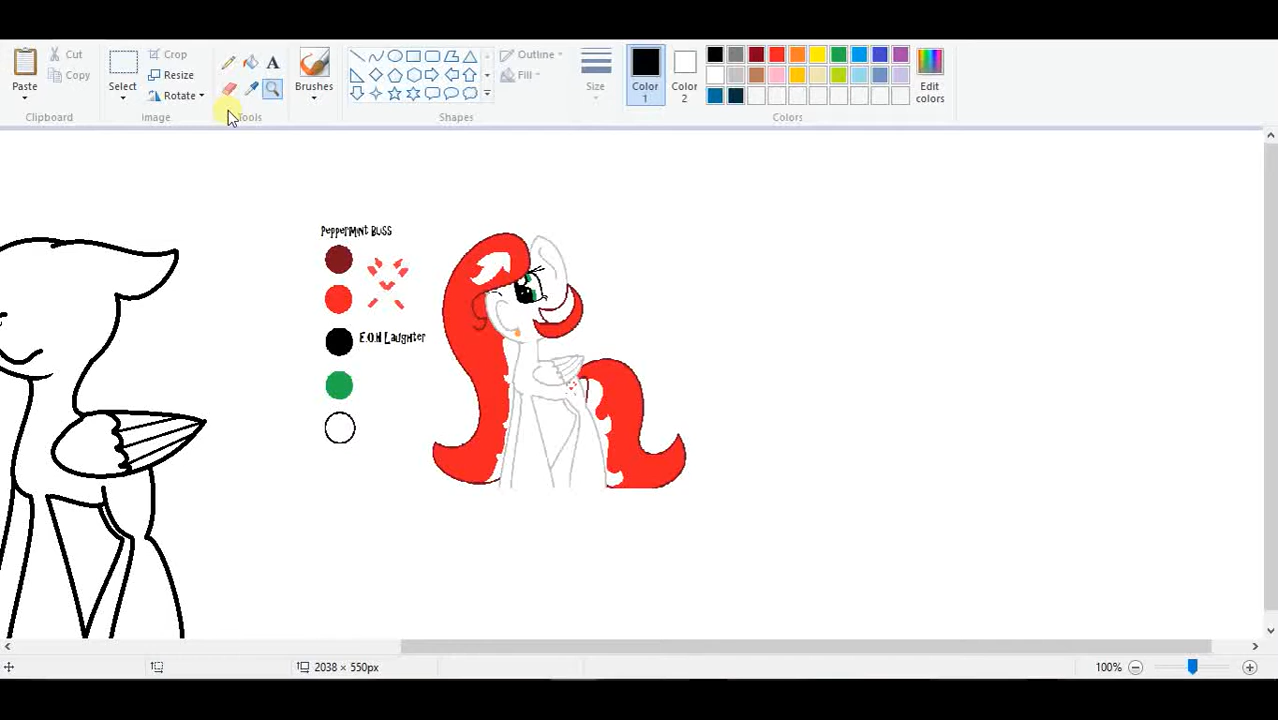 Cut
Copy
Paste
Clipboard
Select
Crop
Resize
Rotate
Image
Tools
Brushes
Outline
Fill
Shapes
Size
Color 1
Color 2
Edit colors
Colors
Peppermint Bliss
E.O.H Laughter
2038 × 550px
100%